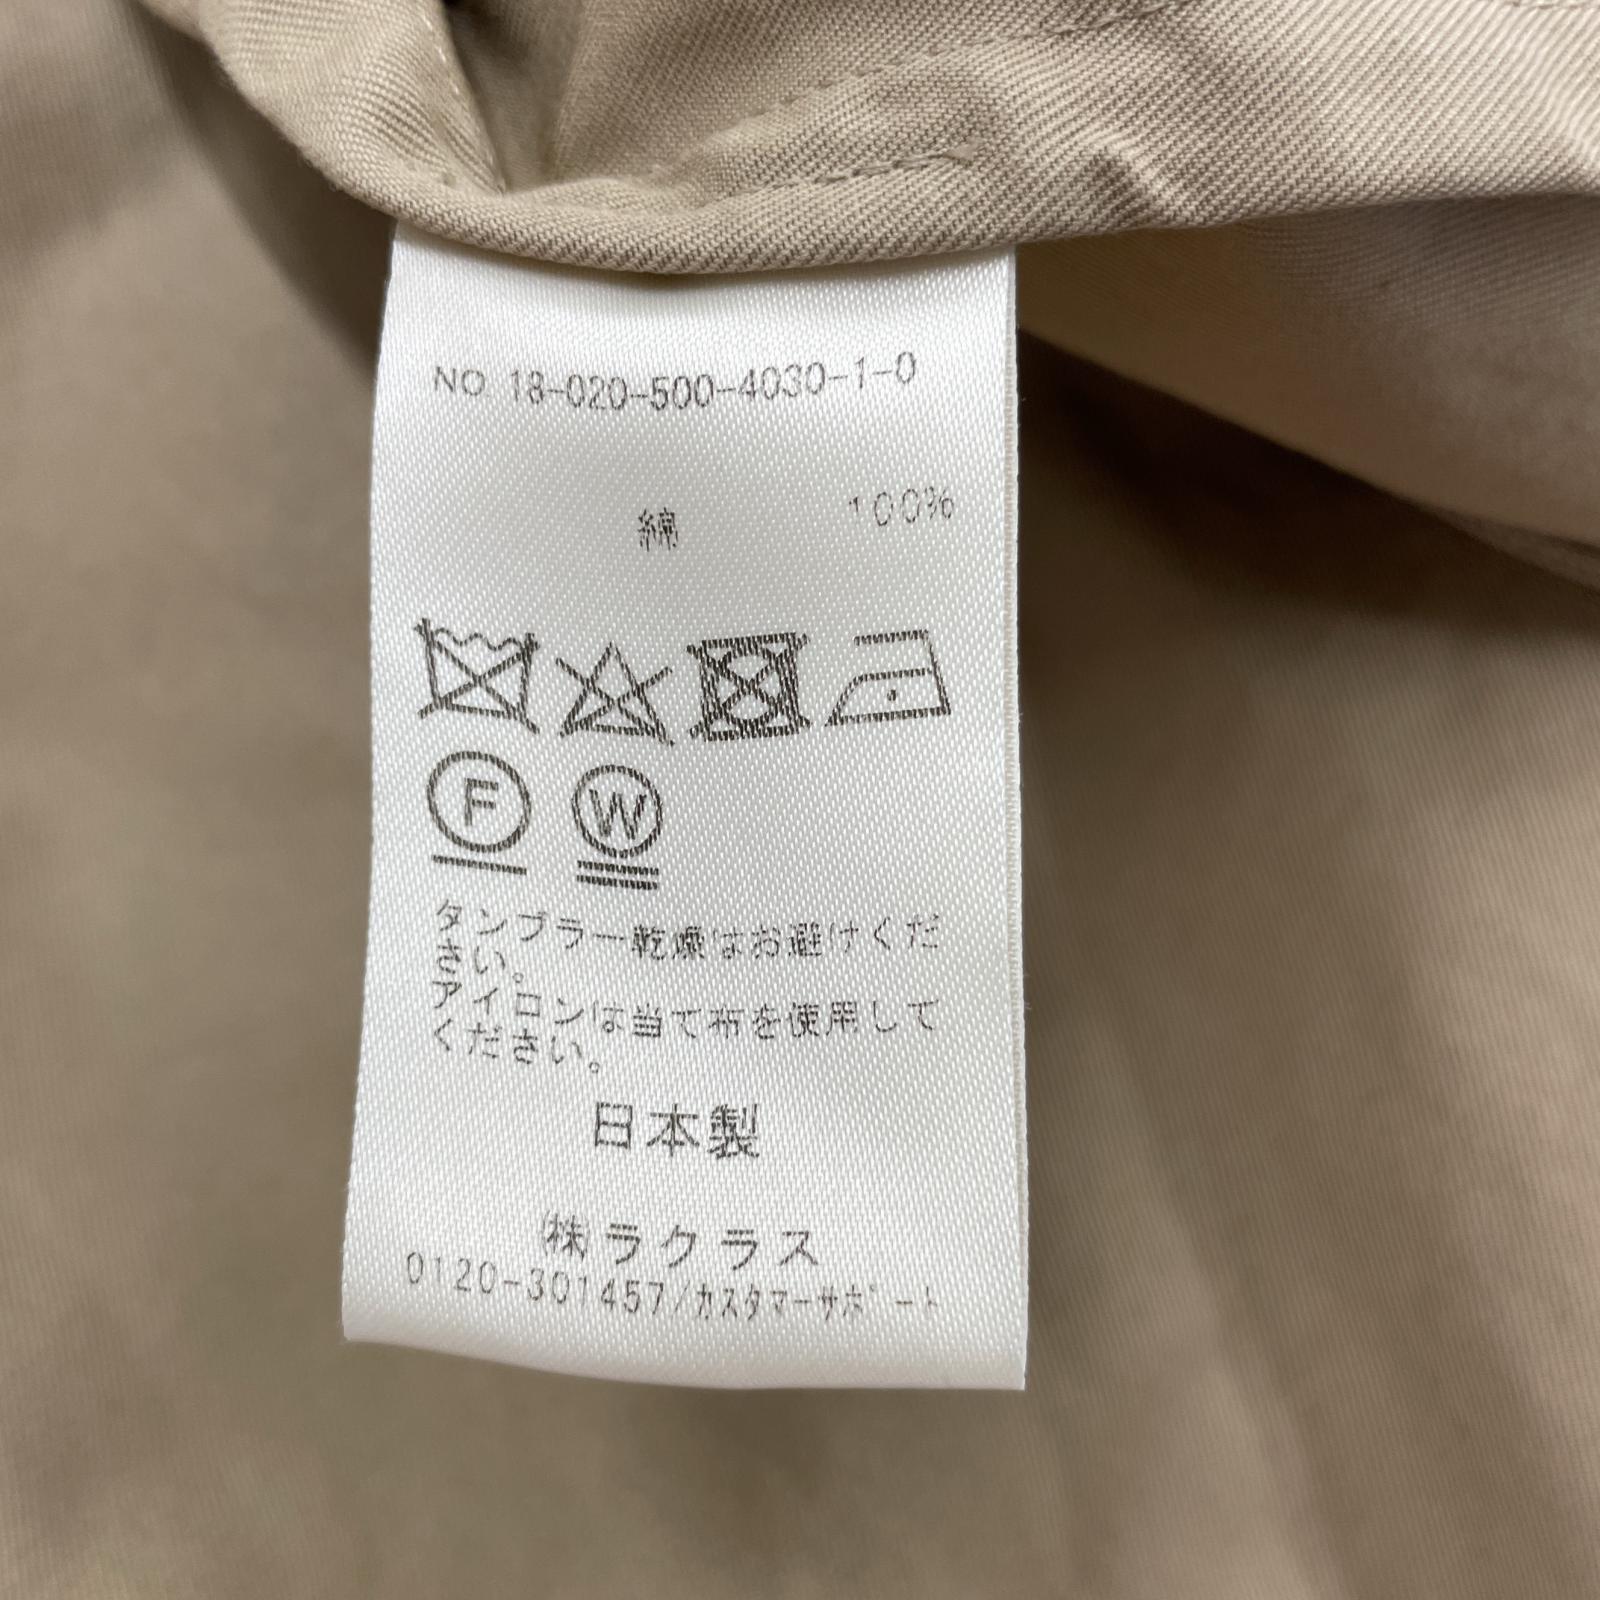 NO 18-020-500-4030-1-0
綿 100%
F W
タンブラー乾燥はお避けくだ
さい。
アイロンは当て布を使用して
ください。
日本製
㈱ラクラス
0120-301457/カスタマーサポート